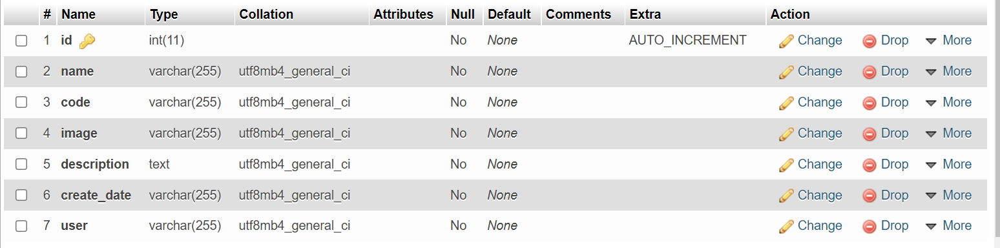 # Name Type Collation Attributes Null Default Comments Extra Action
1 id int(11) No None AUTO_INCREMENT Change Drop More
2 name varchar(255) utf8mb4_general_ci No None Change Drop More
3 code varchar(255) utf8mb4_general_ci No None Change Drop More
4 image varchar(255) utf8mb4_general_ci No None Change Drop More
5 description text utf8mb4_general_ci No None Change Drop More
6 create_date varchar(255) utf8mb4_general_ci No None Change Drop More
7 user varchar(255) utf8mb4_general_ci No None Change Drop More